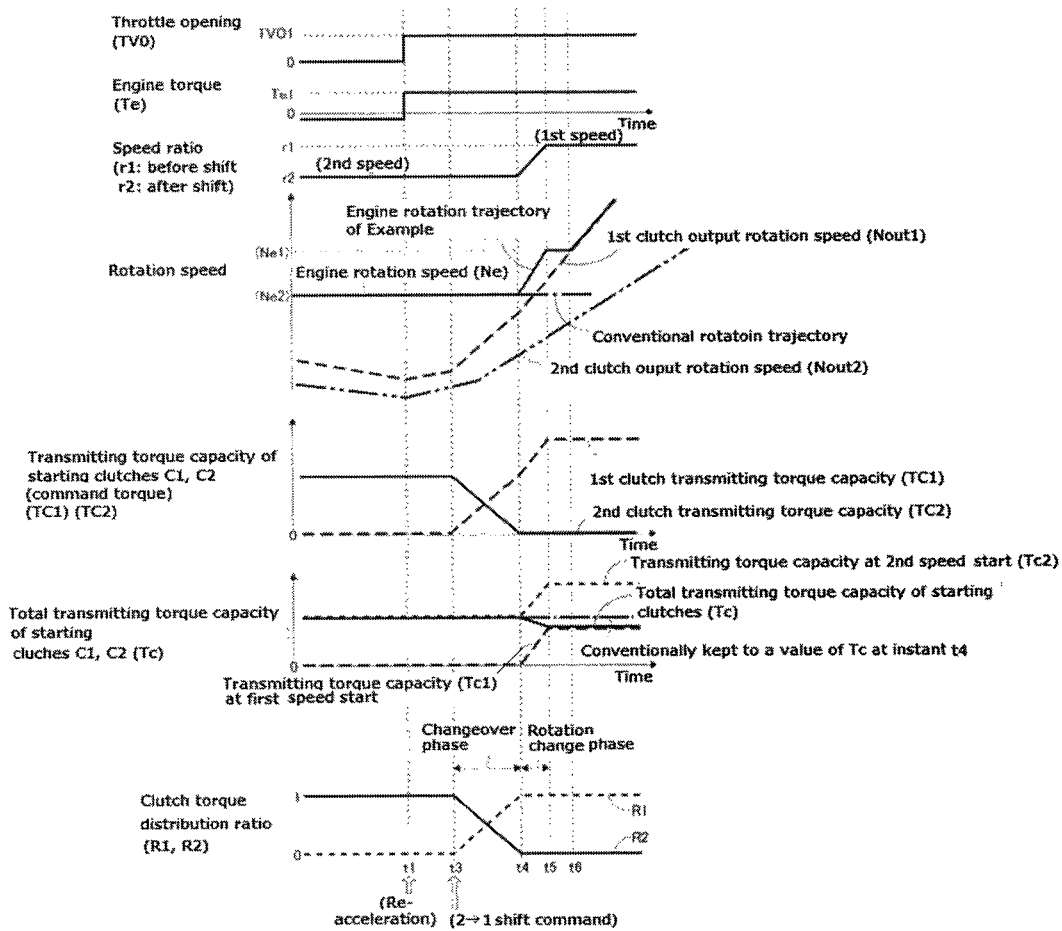 Throttle opening
(TV0)
TVO1
0
Engine torque
(Te)
Te1
0
Time
Speed ratio
(r1: before shift
r2: after shift)
r1
r2
(2nd speed)
(1st speed)
Engine rotation trajectory
of Example
1st clutch output rotation speed (Nout1)
Rotation speed
(Ne1)
Engine rotation speed (Ne)
(Ne2)
Conventional rotatoin trajectory
2nd clutch ouput rotation speed (Nout2)
Transmitting torque capacity of
starting clutches C1, C2
(command torque)
(TC1) (TC2)
0
1st clutch transmitting torque capacity (TC1)
2nd clutch transmitting torque capacity (TC2)
Time
Transmitting torque capacity at 2nd speed start (Tc2)
Total transmitting torque capacity of starting
clutches (Tc)
Total transmitting torque capacity
of starting
cluches C1, C2 (Tc)
0
Conventionally kept to a value of Tc at instant t4
Time
Transmitting torque capacity (Tc1)
at first speed start
Changeover
phase
Rotation
change phase
Clutch torque
distribution ratio
(R1, R2)
1
0
R1
R2
t1 t3 t4 t5 t6
(Re-
acceleration)
(2→1 shift command)